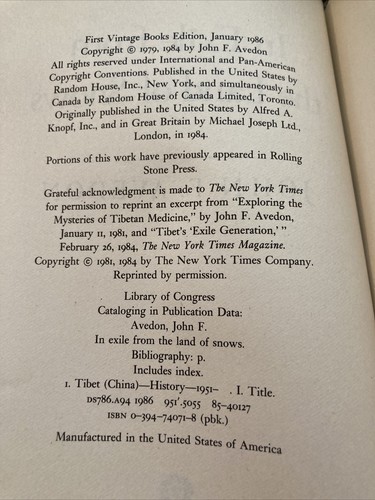 First Vintage Books Edition, January 1986
Copyright © 1979, 1984 by John F. Avedon
All rights reserved under International and Pan-American
Copyright Conventions. Published in the United States by
Random House, Inc., New York, and simultaneously in
Canada by Random House of Canada Limited, Toronto.
Originally published in the United States by Alfred A.
Knopf, Inc., and in Great Britain by Michael Joseph Ltd.,
London, in 1984.
Portions of this work have previously appeared in Rolling
Stone Press.
Grateful acknowledgment is made to The New York Times
for permission to reprint an excerpt from "Exploring the
Mysteries of Tibetan Medicine," by John F. Avedon,
January 11, 1981, and "Tibet's 'Exile Generation,' "
February 26, 1984, The New York Times Magazine.
Copyright © 1981, 1984 by The New York Times Company.
Reprinted by permission.
Library of Congress
Cataloging in Publication Data:
Avedon, John F.
In exile from the land of snows.
Bibliography: p.
Includes index.
1. Tibet (China)—History—1951– . I. Title.
DS786.A94 1986 951'.5055 85-40127
ISBN 0-394-74071-8 (pbk.)
Manufactured in the United States of America